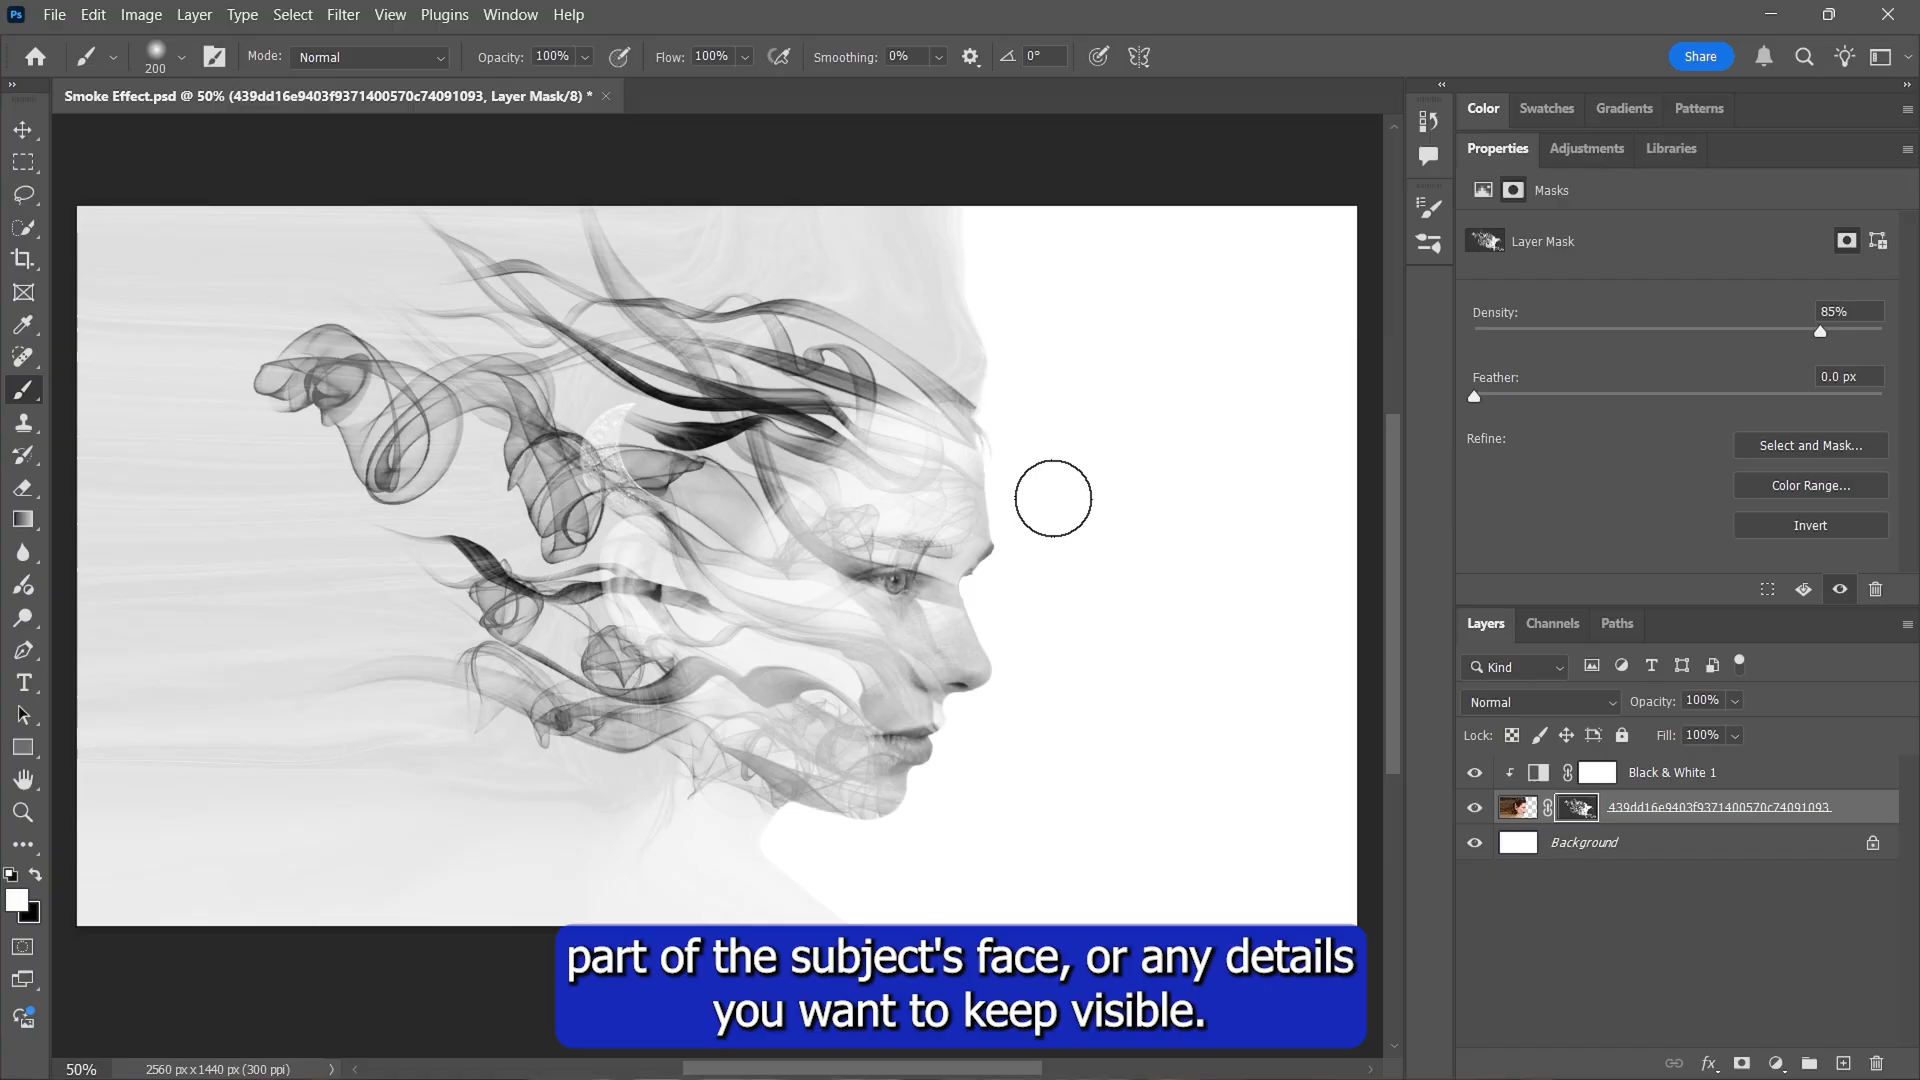 Ps File Edit Image Layer Type Select Filter View Plugins Window Help
200 Mode: Normal Opacity: 100% Flow: 100% Smoothing: 0% 0° Share
Smoke Effect.psd @ 50% (439dd16e9403f9371400570c74091093, Layer Mask/8) *
Color Swatches Gradients Patterns
Properties Adjustments Libraries
Masks
Layer Mask
Density: 85%
Feather: 0.0 px
Refine: Select and Mask...
Color Range...
Invert
Layers Channels Paths
Kind
Normal Opacity: 100%
Lock: Fill: 100%
Black & White 1
439dd16e9403f9371400570c74091093
Background
part of the subject's face, or any details
you want to keep visible.
50% 2560 px x 1440 px (300 ppi)